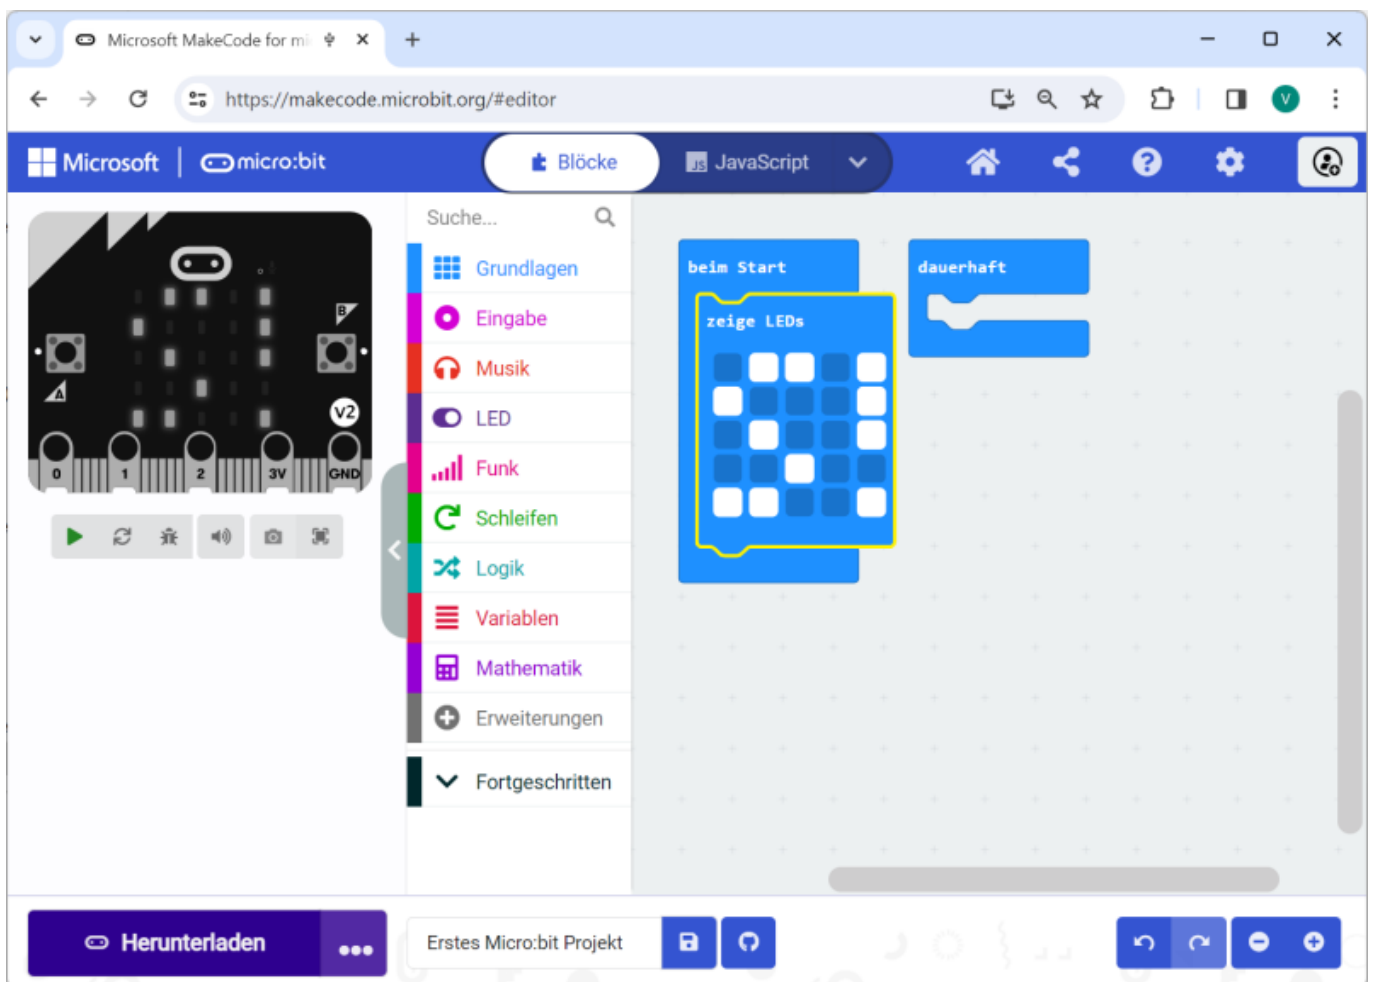 Microsoft MakeCode for mi
https://makecode.microbit.org/#editor
V
Microsoft
micro:bit
Blöcke
JS JavaScript
Suche...
Grundlagen
Eingabe
Musik
LED
Funk
Schleifen
Logik
Variablen
Mathematik
Erweiterungen
Fortgeschritten
B
A
V2
0 1 2 3V GND
beim Start
zeige LEDs
dauerhaft
Herunterladen
Erstes Micro:bit Projekt